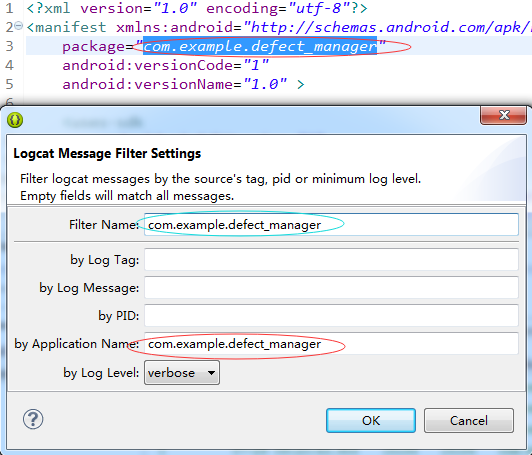 1 <?xml version="1.0" encoding="utf-8"?>
2 <manifest xmlns:android="http://schemas.android.com/apk/
3 package="com.example.defect_manager"
4 android:versionCode="1"
5 android:versionName="1.0" >
6
Logcat Message Filter Settings
Filter logcat messages by the source's tag, pid or minimum log level.
Empty fields will match all messages.
Filter Name: com.example.defect_manager
by Log Tag:
by Log Message:
by PID:
by Application Name: com.example.defect_manager
by Log Level: verbose
?
OK Cancel